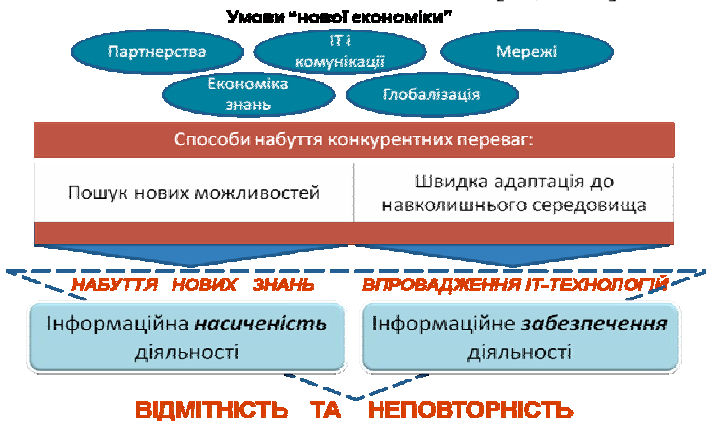 Умови “нової економіки”
Партнерства
ІТ і
комунікації
Мережі
Економіка
знань
Глобалізація
Способи набуття конкурентних переваг:
Пошук нових можливостей
Швидка адаптація до
навколишнього середовища
НАБУТТЯ НОВИХ ЗНАНЬ
ВПРОВАДЖЕННЯ ІТ–ТЕХНОЛОГІЙ
Інформаційна насиченість
діяльності
Інформаційне забезпечення
діяльності
ВІДМІТНІСТЬ ТА НЕПОВТОРНІСТЬ